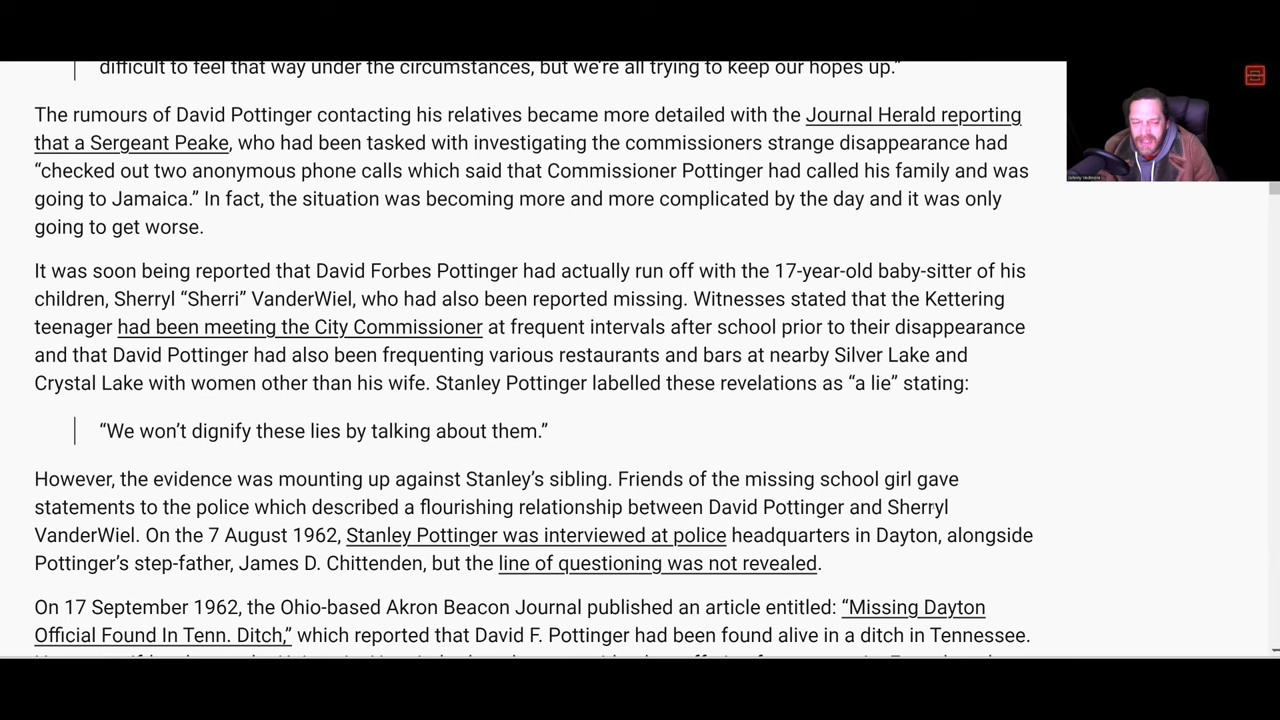 difficult to feel that way under the circumstances, but we're all trying to keep our hopes up.”
The rumours of David Pottinger contacting his relatives became more detailed with the Journal Herald reporting
that a Sergeant Peake, who had been tasked with investigating the commissioners strange disappearance had
“checked out two anonymous phone calls which said that Commissioner Pottinger had called his family and was
going to Jamaica.” In fact, the situation was becoming more and more complicated by the day and it was only
going to get worse.
It was soon being reported that David Forbes Pottinger had actually run off with the 17-year-old baby-sitter of his
children, Sherryl “Sherri” VanderWiel, who had also been reported missing. Witnesses stated that the Kettering
teenager had been meeting the City Commissioner at frequent intervals after school prior to their disappearance
and that David Pottinger had also been frequenting various restaurants and bars at nearby Silver Lake and
Crystal Lake with women other than his wife. Stanley Pottinger labelled these revelations as “a lie” stating:
“We won’t dignify these lies by talking about them.”
However, the evidence was mounting up against Stanley’s sibling. Friends of the missing school girl gave
statements to the police which described a flourishing relationship between David Pottinger and Sherryl
VanderWiel. On the 7 August 1962, Stanley Pottinger was interviewed at police headquarters in Dayton, alongside
Pottinger’s step-father, James D. Chittenden, but the line of questioning was not revealed.
On 17 September 1962, the Ohio-based Akron Beacon Journal published an article entitled: “Missing Dayton
Official Found In Tenn. Ditch,” which reported that David F. Pottinger had been found alive in a ditch in Tennessee.